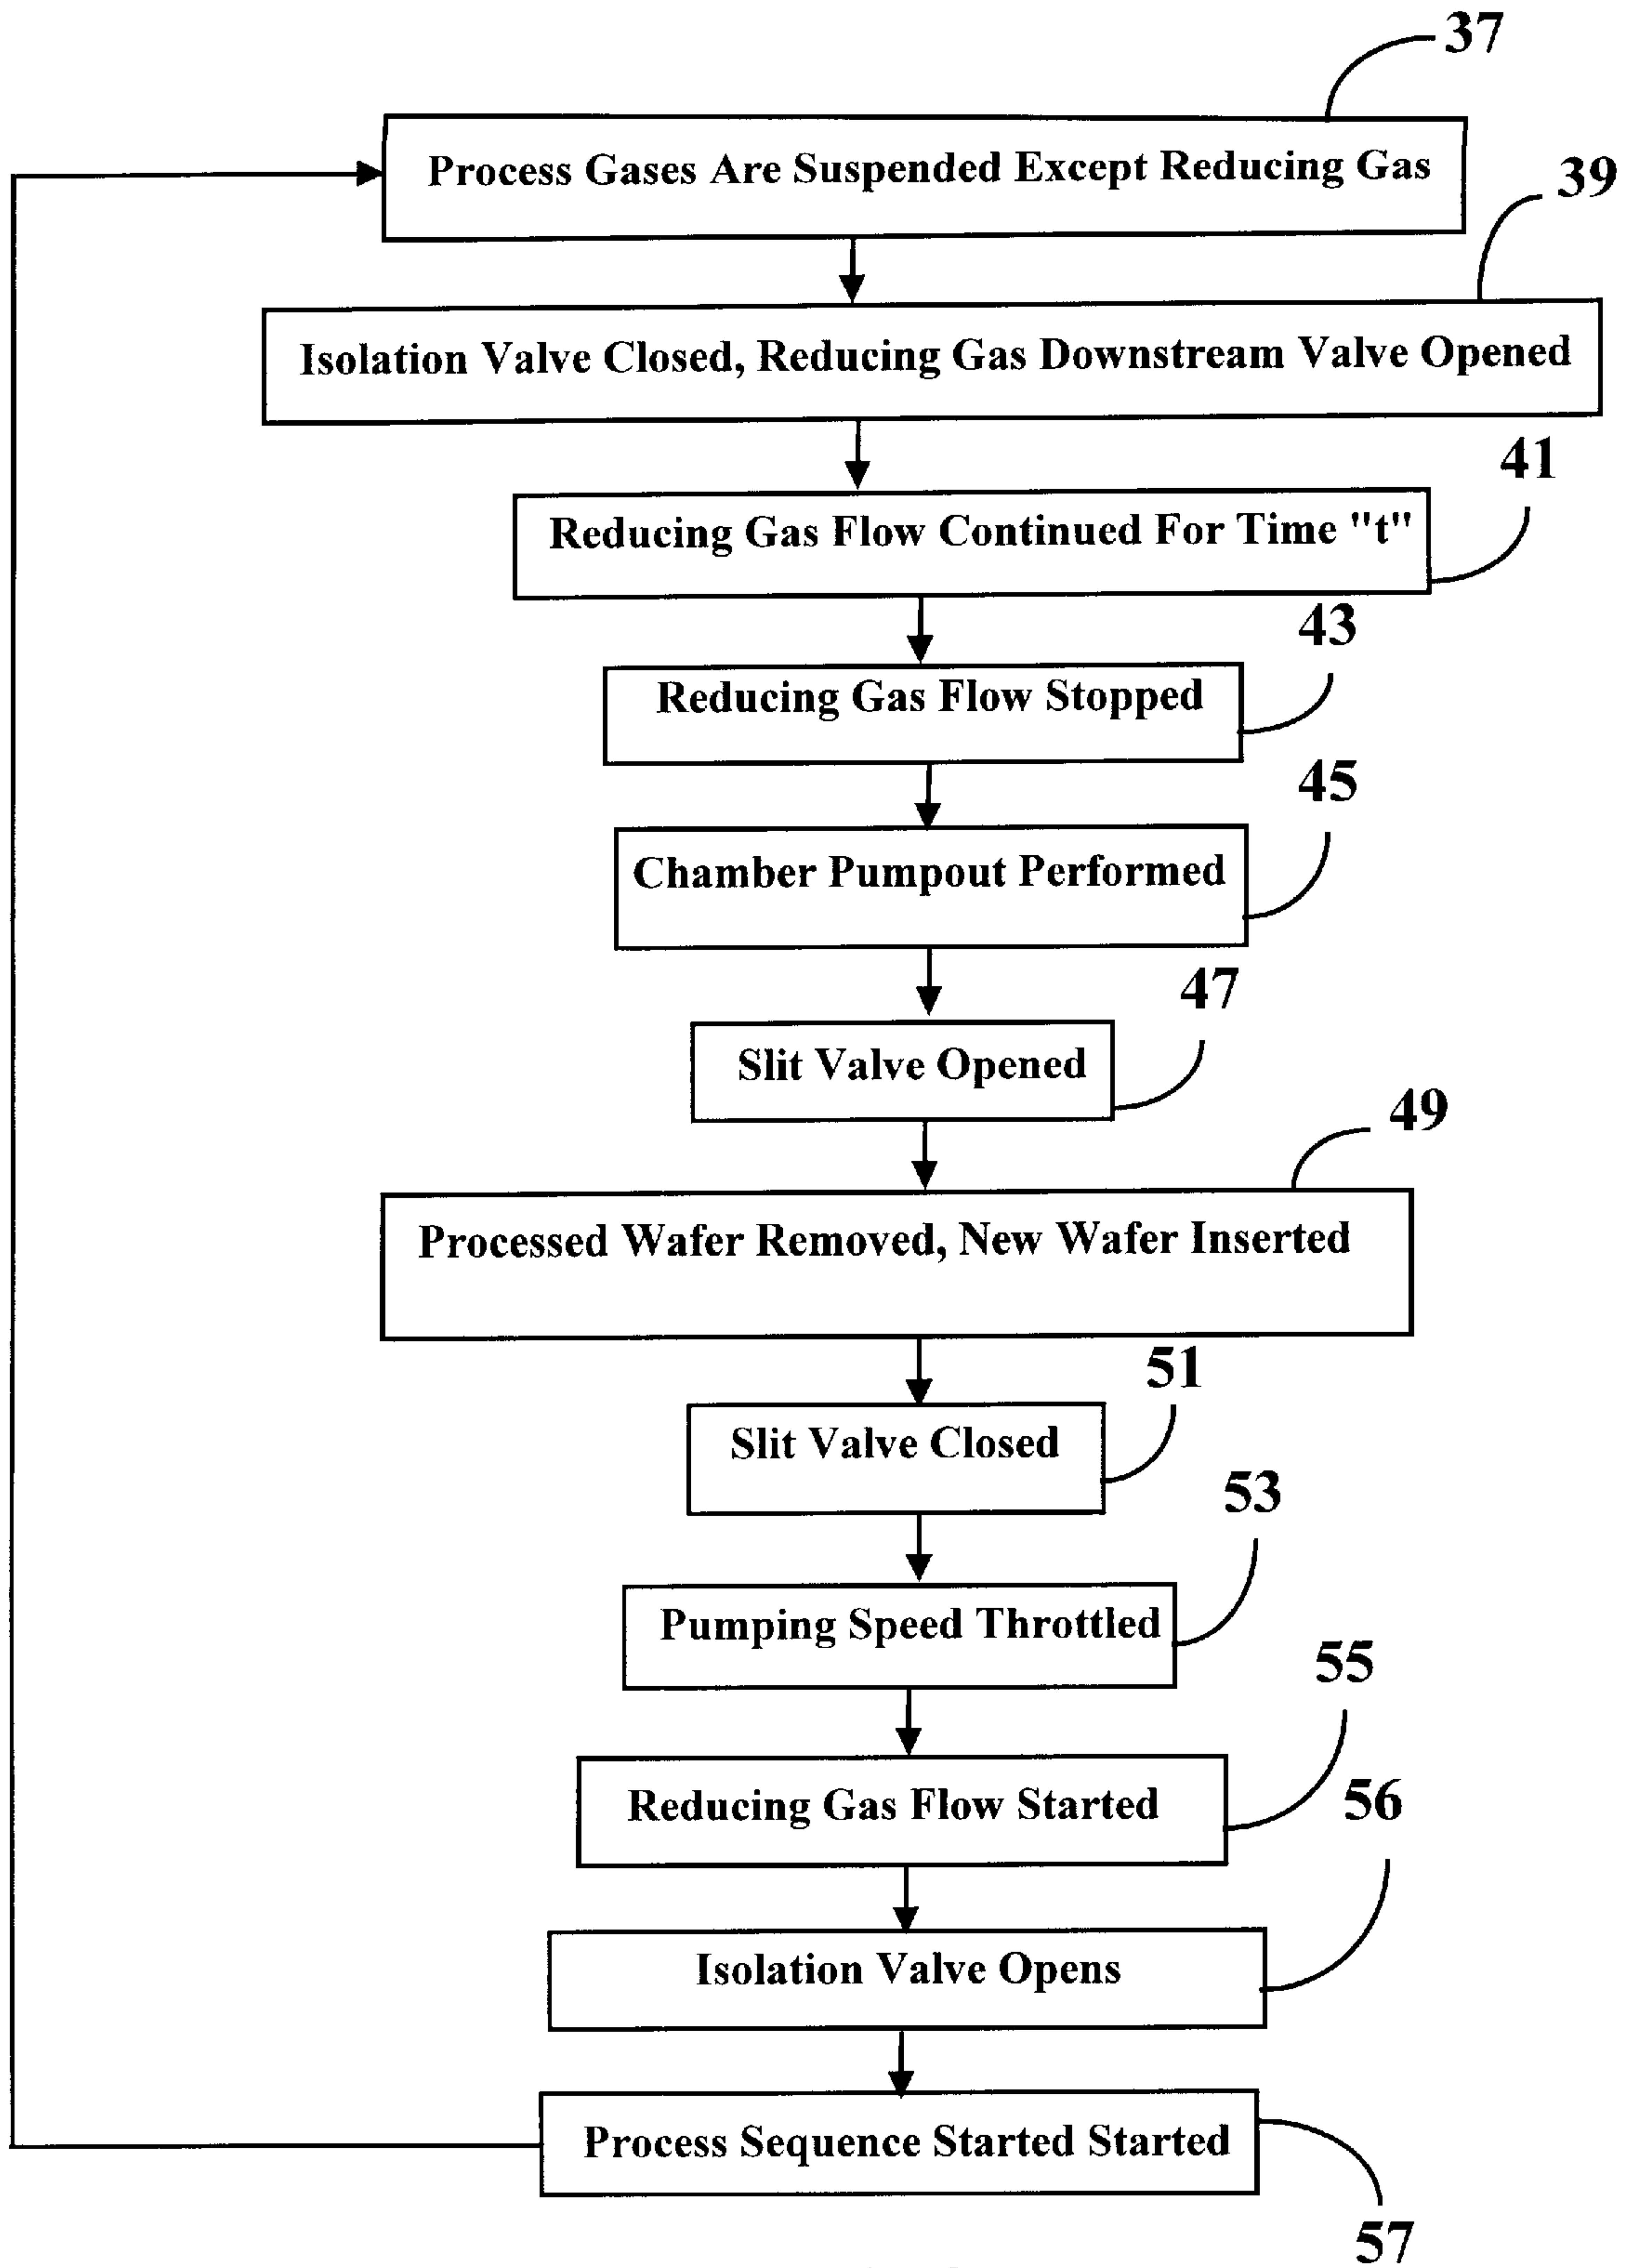 37
Process Gases Are Suspended Except Reducing Gas
39
Isolation Valve Closed, Reducing Gas Downstream Valve Opened
41
Reducing Gas Flow Continued For Time "t"
43
Reducing Gas Flow Stopped
45
Chamber Pumpout Performed
47
Slit Valve Opened
49
Processed Wafer Removed, New Wafer Inserted
51
Slit Valve Closed
53
Pumping Speed Throttled
55
Reducing Gas Flow Started
56
Isolation Valve Opens
Process Sequence Started Started
57